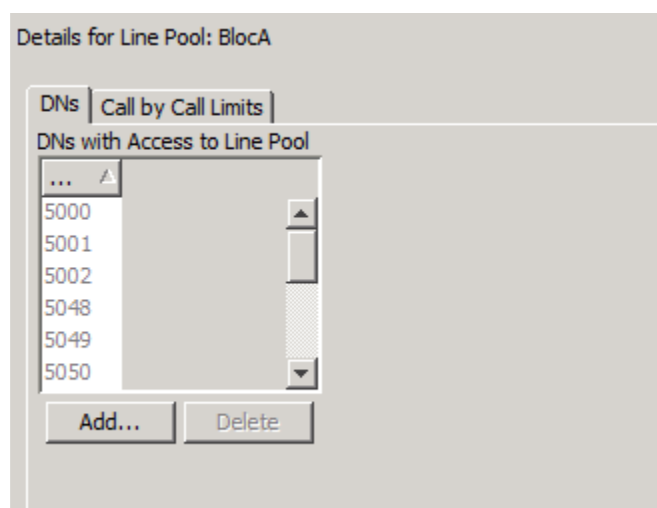 Details for Line Pool: BlocA
DNs
Call by Call Limits
DNs with Access to Line Pool
...
5000
5001
5002
5048
5049
5050
Add...
Delete